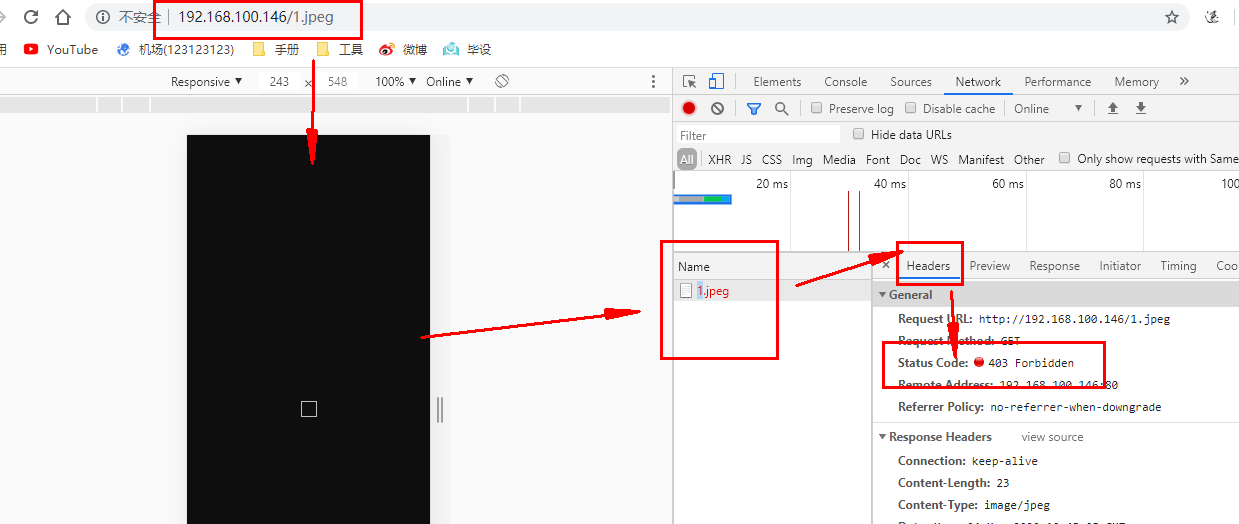 不安全 192.168.100.146/1.jpeg
用 YouTube 机场(123123123) 手册 工具 微博 毕设
Responsive ▼ 243 × 548 100% ▼ Online ▼
Elements Console Sources Network Performance Memory »
Preserve log Disable cache Online ▼
Filter Hide data URLs
All XHR JS CSS Img Media Font Doc WS Manifest Other Only show requests with Same
20 ms 40 ms 60 ms 80 ms 100
Name
1.jpeg
× Headers Preview Response Initiator Timing Coo
▼ General
Request URL: http://192.168.100.146/1.jpeg
Request Method: GET
Status Code: 403 Forbidden
Remote Address: 192.168.100.146:80
Referrer Policy: no-referrer-when-downgrade
▼ Response Headers view source
Connection: keep-alive
Content-Length: 23
Content-Type: image/jpeg